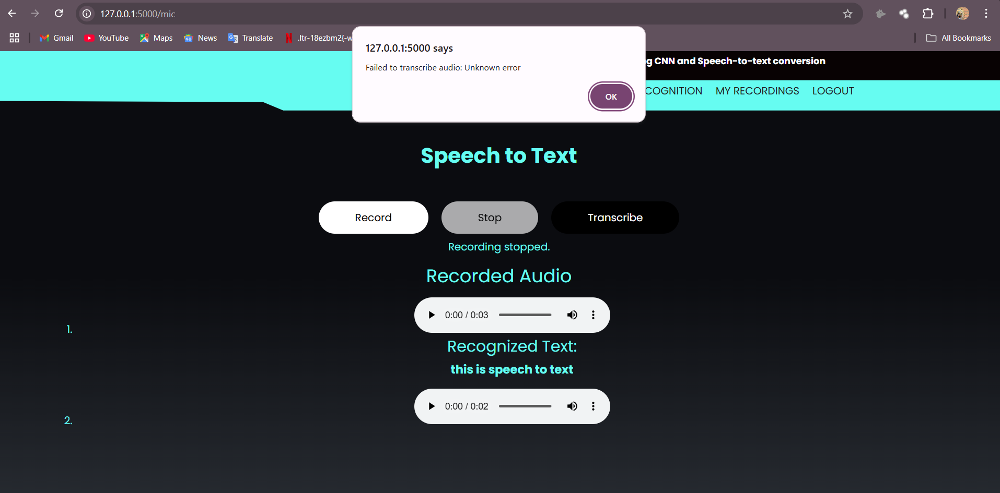 127.0.0.1:5000/mic
Gmail YouTube Maps News Translate .ltr-18ezbm2{-w All Bookmarks
127.0.0.1:5000 says
Failed to transcribe audio: Unknown error
OK
CNN and Speech-to-text conversion
MY RECORDINGS LOGOUT
Speech to Text
Record Stop Transcribe
Recording stopped.
Recorded Audio
1.
0:00 / 0:03
Recognized Text:
this is speech to text
2.
0:00 / 0:02